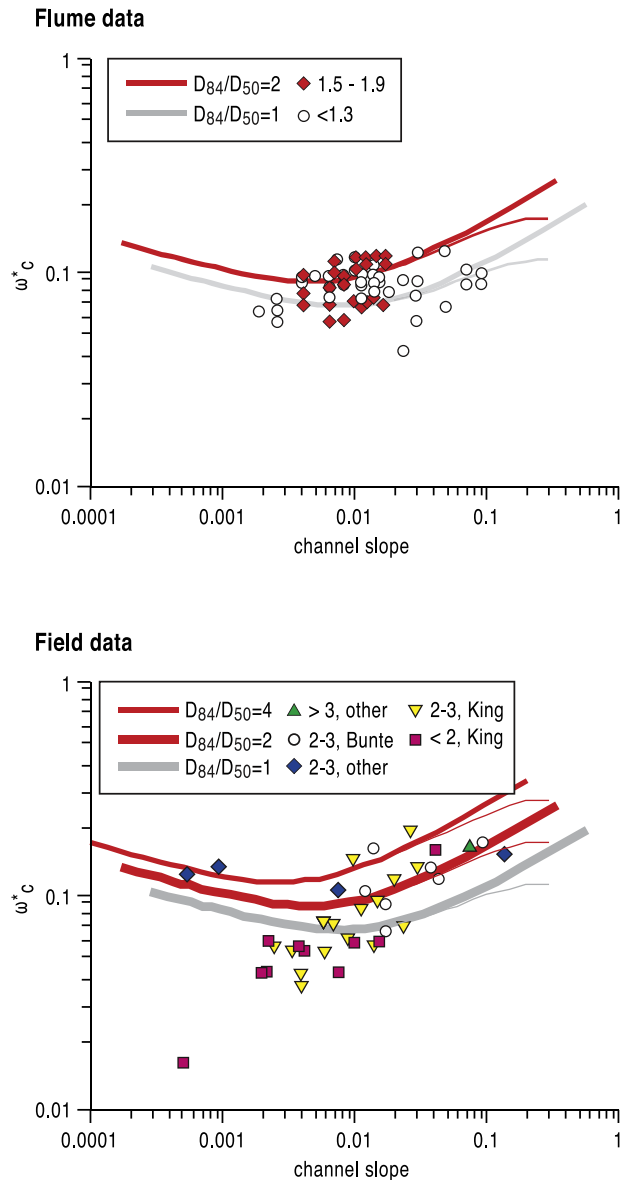 Flume data
1
D84/D50=2 1.5 - 1.9
D84/D50=1 <1.3
ω*c
0.1
0.01
0.0001 0.001 0.01 0.1 1
channel slope
Field data
1
D84/D50=4 > 3, other 2-3, King
D84/D50=2 2-3, Bunte < 2, King
D84/D50=1 2-3, other
ω*c
0.1
0.01
0.0001 0.001 0.01 0.1 1
channel slope